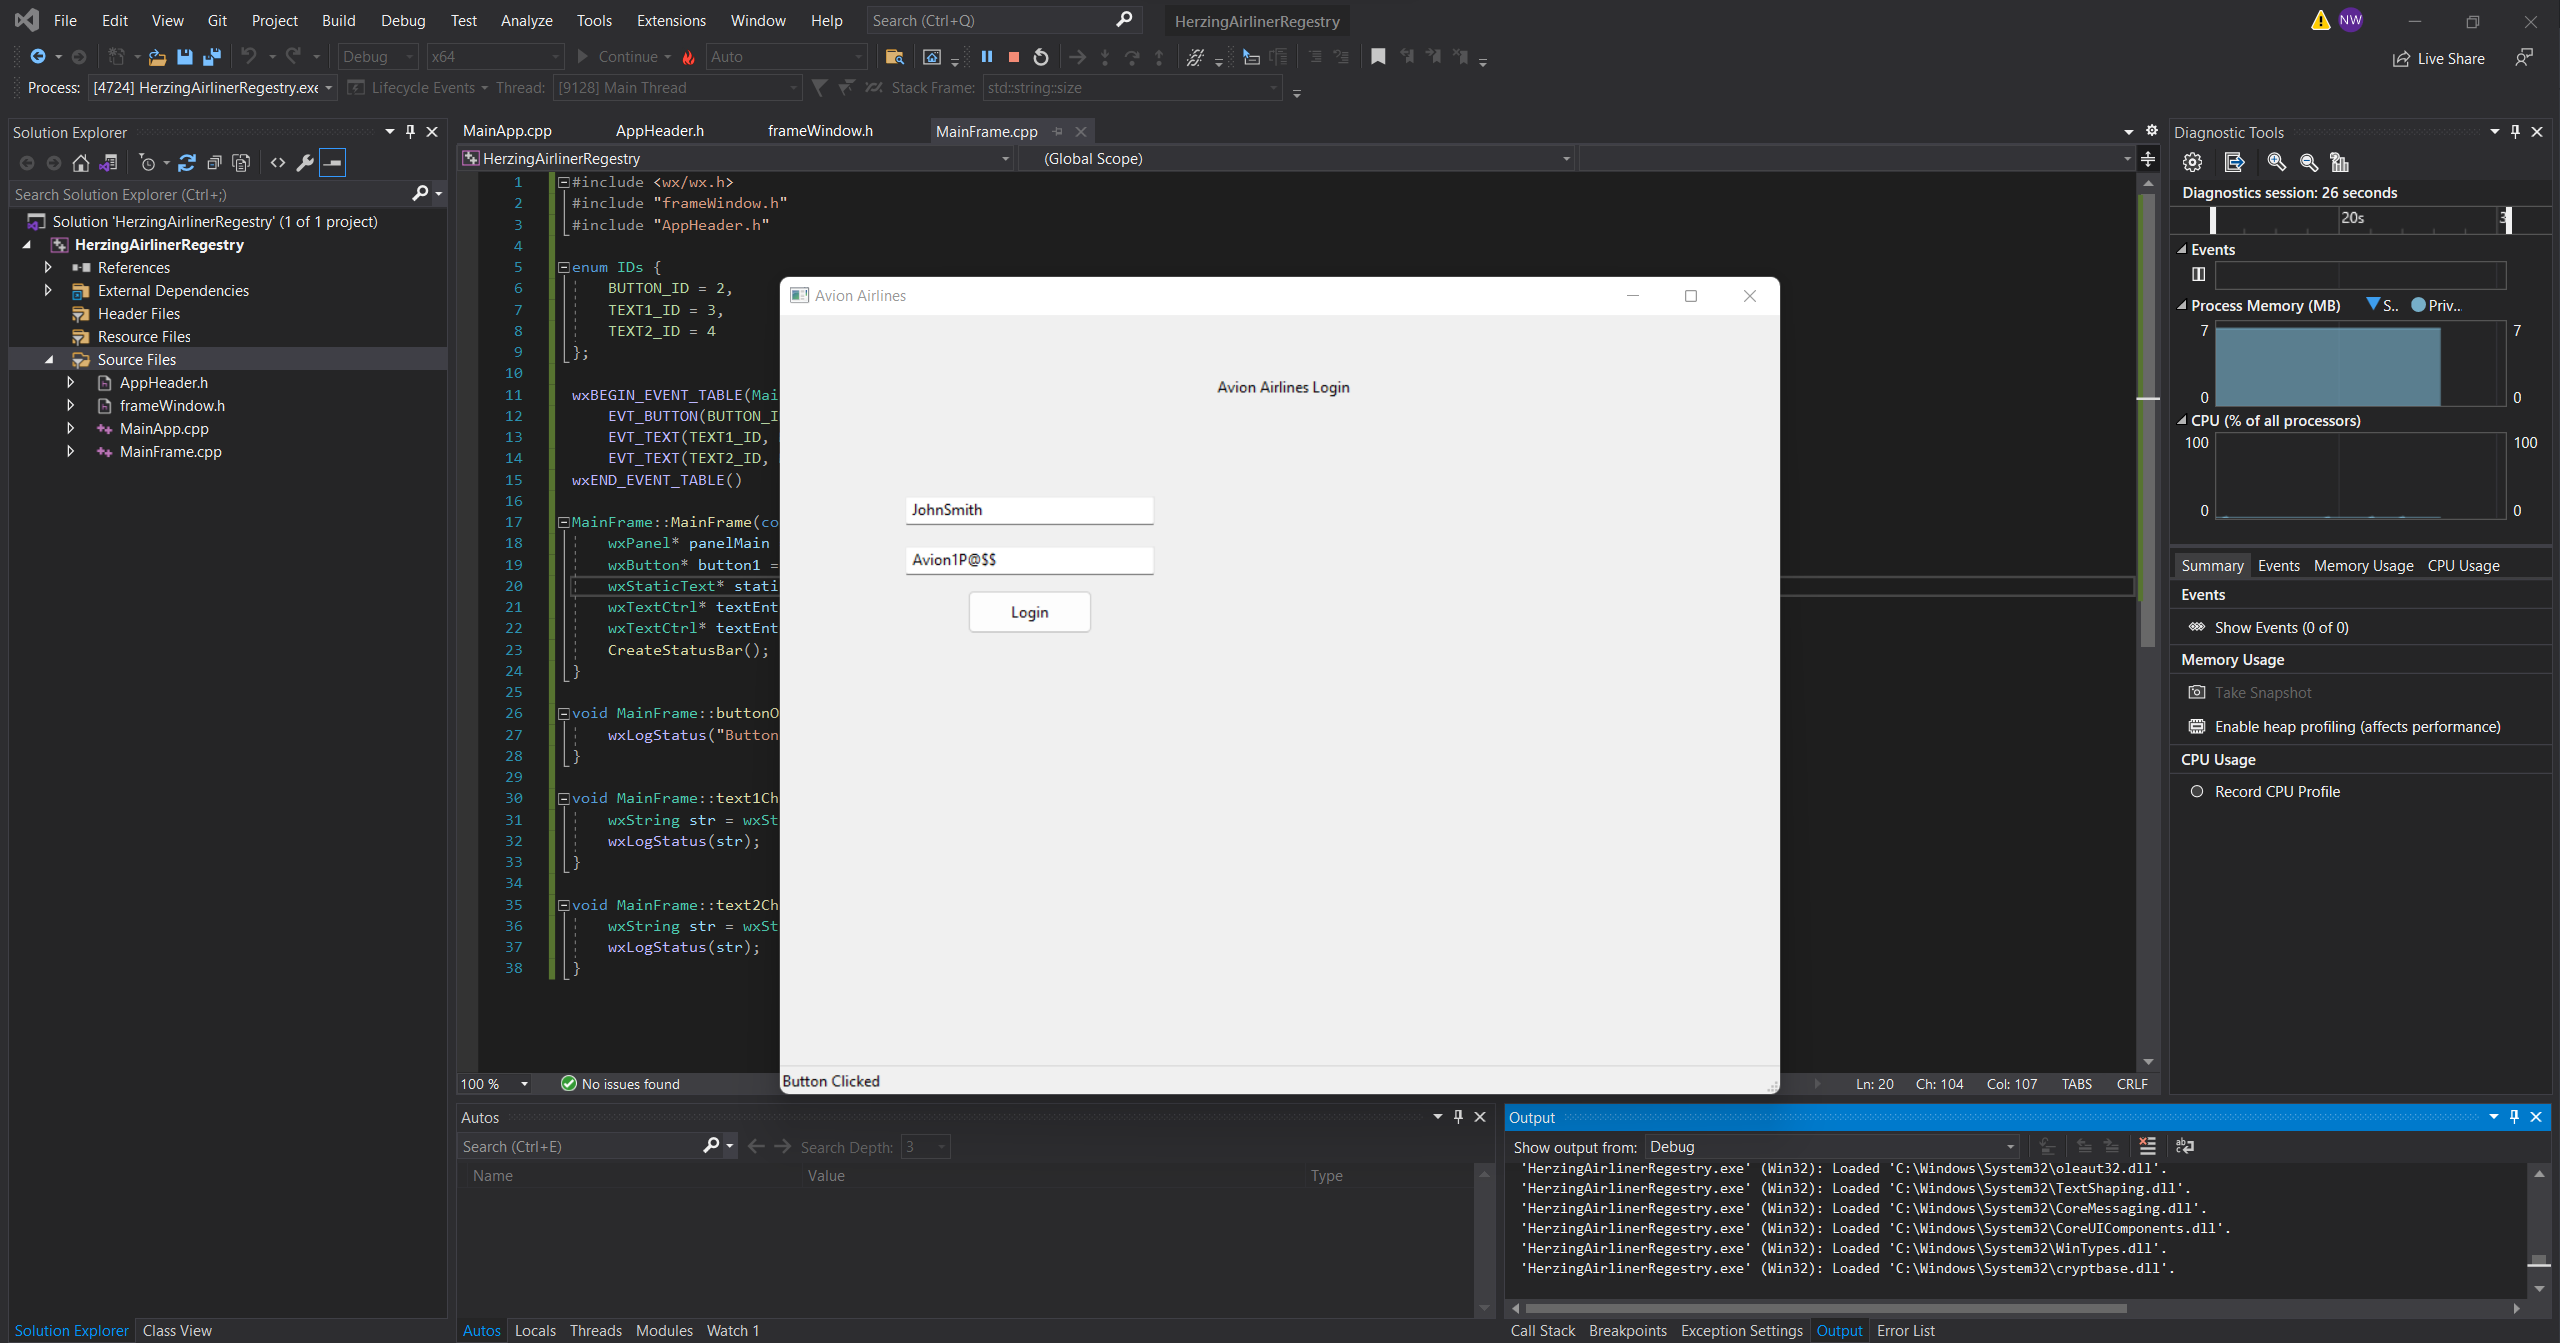 File Edit View Git Project Build Debug Test Analyze Tools Extensions Window Help Search (Ctrl+Q) HerzingAirlinerRegestry NW
Debug x64 Continue Auto Live Share
Process: [4724] HerzingAirlinerRegestry.exe Lifecycle Events Thread: [9128] Main Thread Stack Frame: std::string::size
Solution Explorer
Search Solution Explorer (Ctrl+;)
Solution 'HerzingAirlinerRegestry' (1 of 1 project)
HerzingAirlinerRegestry
References
External Dependencies
Header Files
Resource Files
Source Files
AppHeader.h
frameWindow.h
MainApp.cpp
MainFrame.cpp
Solution Explorer Class View
MainApp.cpp AppHeader.h frameWindow.h MainFrame.cpp
HerzingAirlinerRegestry (Global Scope)
1 #include <wx/wx.h>
2 #include "frameWindow.h"
3 #include "AppHeader.h"
4
5 enum IDs {
6 BUTTON_ID = 2,
7 TEXT1_ID = 3,
8 TEXT2_ID = 4
9 };
10
11 wxBEGIN_EVENT_TABLE(Mai
12 EVT_BUTTON(BUTTON_I
13 EVT_TEXT(TEXT1_ID,
14 EVT_TEXT(TEXT2_ID,
15 wxEND_EVENT_TABLE()
16
17 MainFrame::MainFrame(co
18 wxPanel* panelMain
19 wxButton* button1 =
20 wxStaticText* stati
21 wxTextCtrl* textEnt
22 wxTextCtrl* textEnt
23 CreateStatusBar();
24 }
25
26 void MainFrame::buttonO
27 wxLogStatus("Button
28 }
29
30 void MainFrame::text1Ch
31 wxString str = wxSt
32 wxLogStatus(str);
33 }
34
35 void MainFrame::text2Ch
36 wxString str = wxSt
37 wxLogStatus(str);
38 }
100 % No issues found Ln: 20 Ch: 104 Col: 107 TABS CRLF
Avion Airlines
Avion Airlines Login
JohnSmith
Avion1P@$$
Login
Button Clicked
Diagnostic Tools
Diagnostics session: 26 seconds
20s 3
Events
Process Memory (MB) S.. Priv...
7 7
0 0
CPU (% of all processors)
100 100
0 0
Summary Events Memory Usage CPU Usage
Events
Show Events (0 of 0)
Memory Usage
Take Snapshot
Enable heap profiling (affects performance)
CPU Usage
Record CPU Profile
Autos
Search (Ctrl+E) Search Depth: 3
Name Value Type
Autos Locals Threads Modules Watch 1
Output
Show output from: Debug
'HerzingAirlinerRegestry.exe' (Win32): Loaded 'C:\Windows\System32\oleaut32.dll'.
'HerzingAirlinerRegestry.exe' (Win32): Loaded 'C:\Windows\System32\TextShaping.dll'.
'HerzingAirlinerRegestry.exe' (Win32): Loaded 'C:\Windows\System32\CoreMessaging.dll'.
'HerzingAirlinerRegestry.exe' (Win32): Loaded 'C:\Windows\System32\CoreUIComponents.dll'.
'HerzingAirlinerRegestry.exe' (Win32): Loaded 'C:\Windows\System32\WinTypes.dll'.
'HerzingAirlinerRegestry.exe' (Win32): Loaded 'C:\Windows\System32\cryptbase.dll'.
Call Stack Breakpoints Exception Settings Output Error List